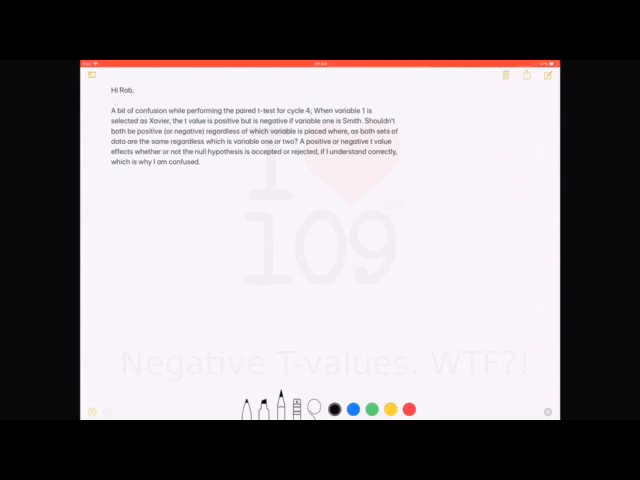 Hi Rob,
A bit of confusion while performing the paired t-test for cycle 4; When variable 1 is
selected as Xavier, the t value is positive but is negative if variable one is Smith. Shouldn't
both be positive (or negative) regardless of which variable is placed where, as both sets of
data are the same regardless which is variable one or two? A positive or negative t value
effects whether or not the null hypothesis is accepted or rejected, if I understand correctly,
which is why I am confused.
I
109
Negative T-values. WTF?!